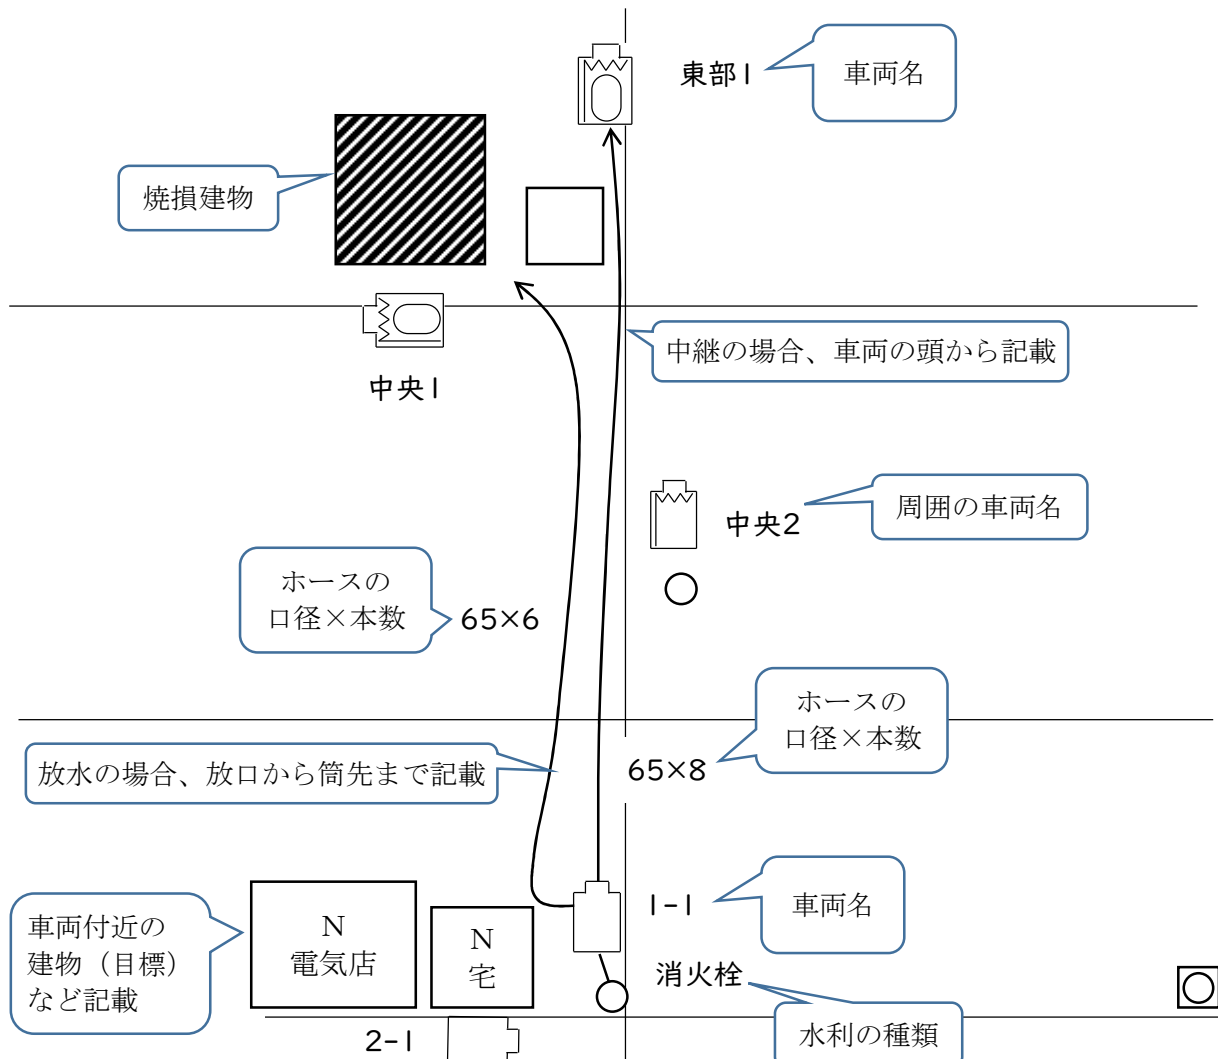 東部1
車両名
焼損建物
中継の場合、車両の頭から記載
中央1
周囲の車両名
中央2
ホースの
口径×本数
65×6
ホースの
口径×本数
放水の場合、放口から筒先まで記載
65×8
1-1
車両名
車両付近の
建物（目標）
など記載
N
電気店
N
宅
消火栓
水利の種類
2-1